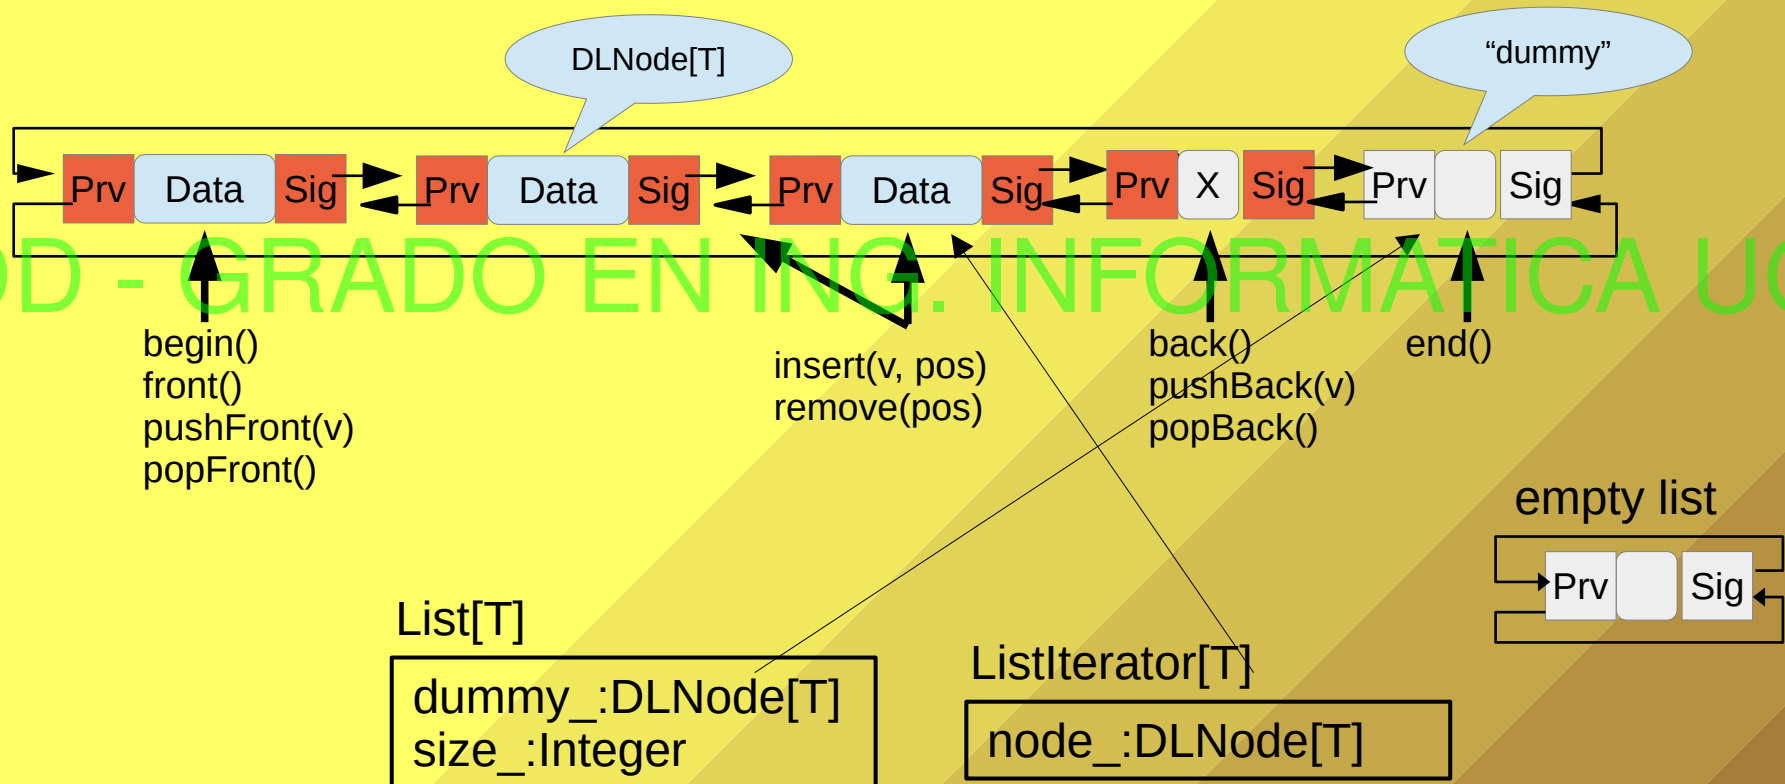 DLNode[T]
“dummy”
Prv Data Sig Prv Data Sig Prv Data Sig Prv X Sig Prv Sig
OD - GRADO EN ING. INFORMATICA UC
begin()
front()
pushFront(v)
popFront()
insert(v, pos)
remove(pos)
back()
pushBack(v)
popBack()
end()
empty list
Prv Sig
List[T]
dummy_:DLNode[T]
size_:Integer
ListIterator[T]
node_:DLNode[T]